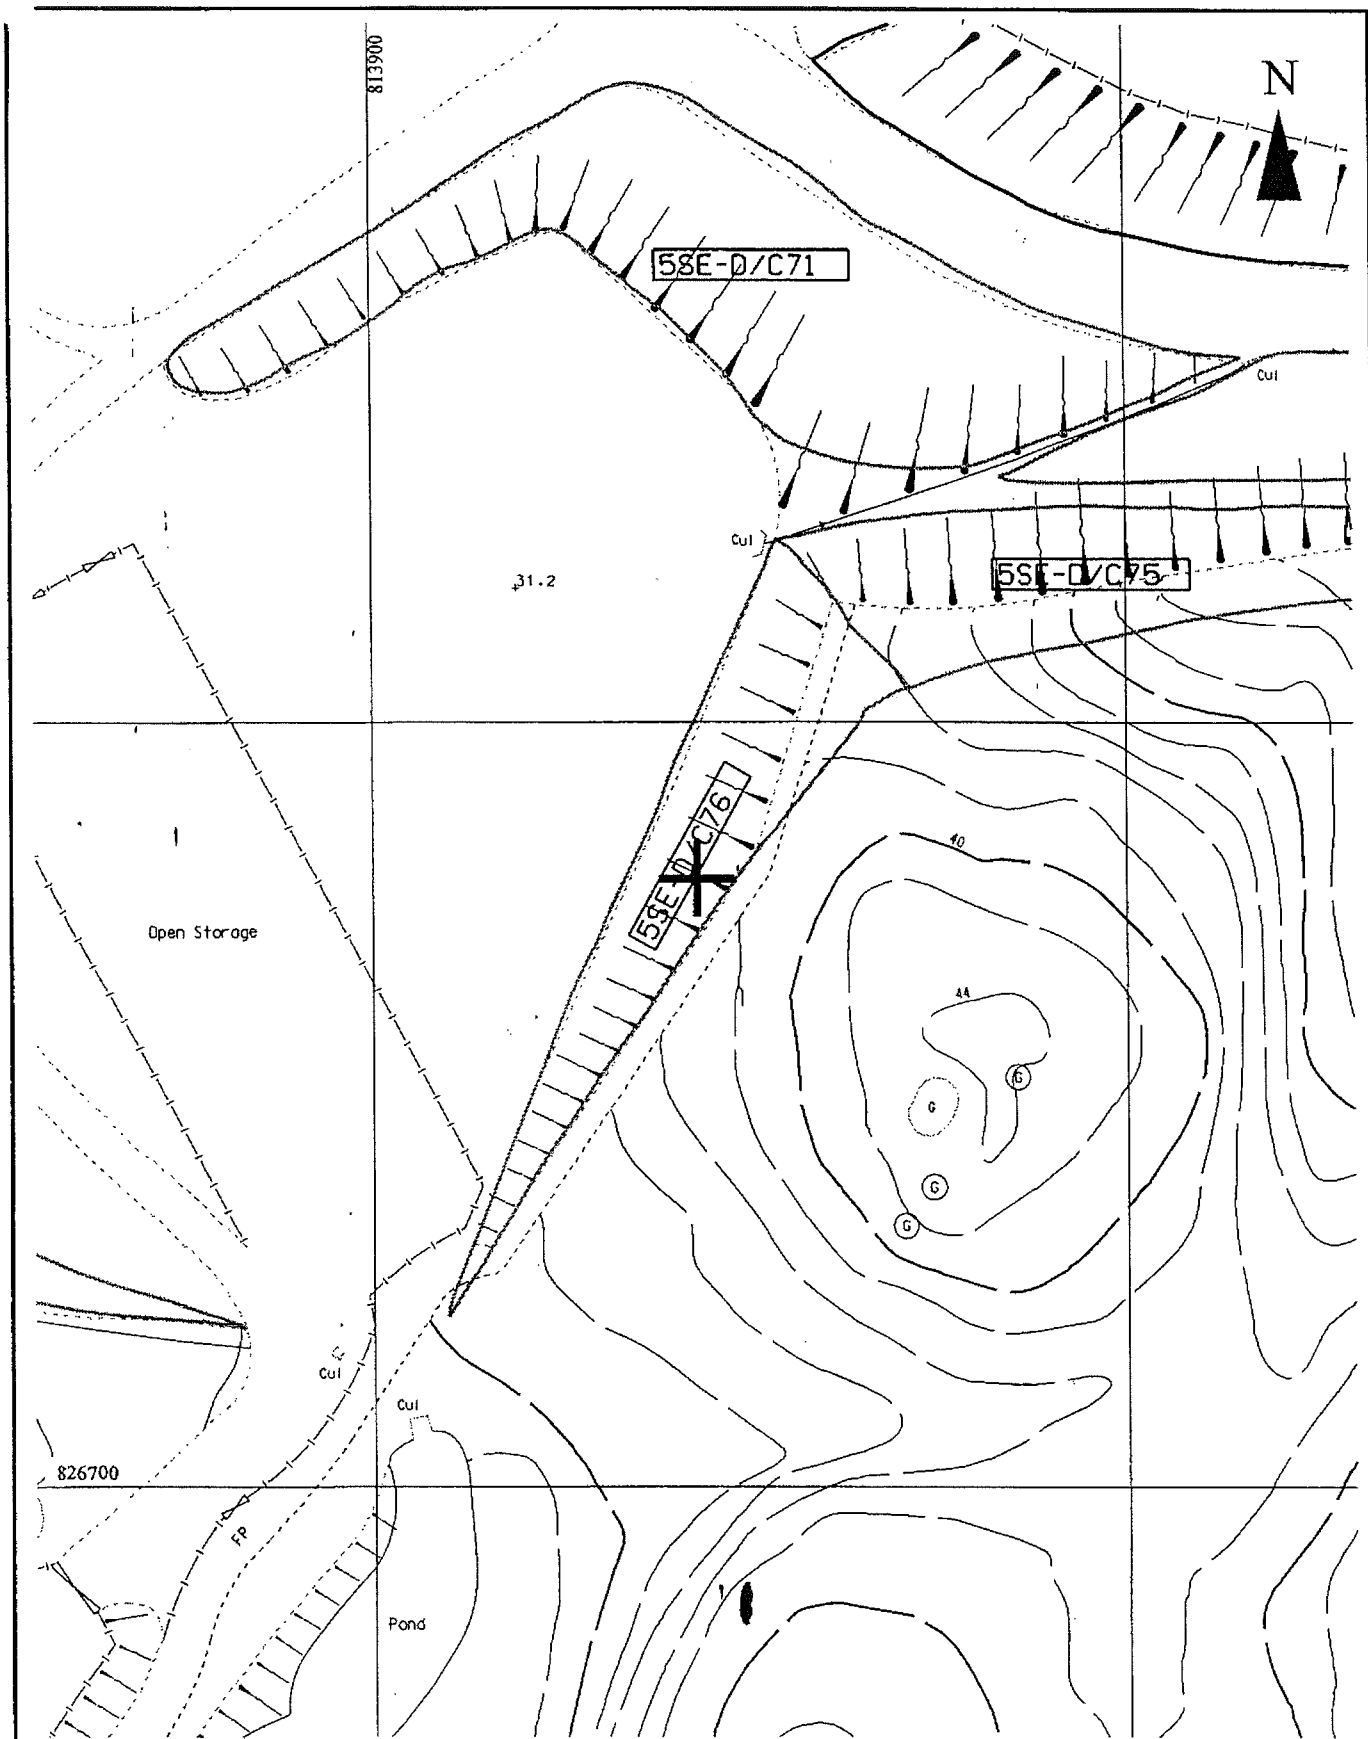 813900
N
5SE-D/C71
Cul
Cul
5SE-D/C75
31.2
5SE-D/C76
40
Open Storage
44
G
G
G
G
Cul
Cul
826700
FP
Pond